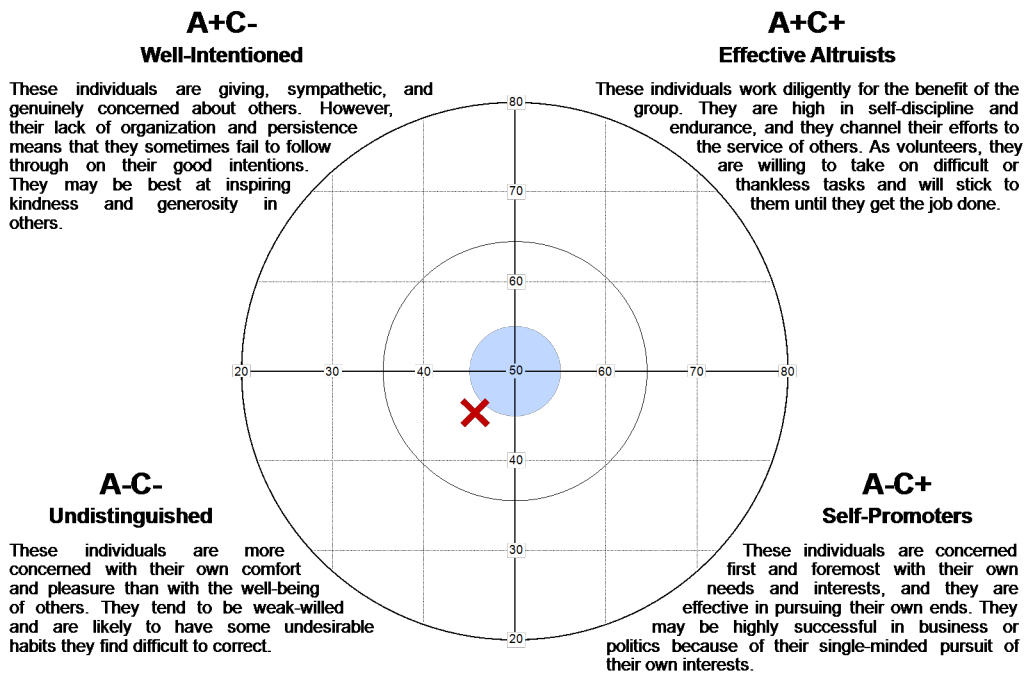 A+C-
Well-Intentioned
These individuals are giving, sympathetic, and
genuinely concerned about others. However,
their lack of organization and persistence
means that they sometimes fail to follow
through on their good intentions.
They may be best at inspiring
kindness and generosity in
others.
A+C+
Effective Altruists
These individuals work diligently for the benefit of the
group. They are high in self-discipline and
endurance, and they channel their efforts to
the service of others. As volunteers, they
are willing to take on difficult or
thankless tasks and will stick to
them until they get the job done.
80
70
60
20 30 40 50 60 70 80
40
30
20
A-C-
Undistinguished
These individuals are more
concerned with their own comfort
and pleasure than with the well-being
of others. They tend to be weak-willed
and are likely to have some undesirable
habits they find difficult to correct.
A-C+
Self-Promoters
These individuals are concerned
first and foremost with their own
needs and interests, and they are
effective in pursuing their own ends. They
may be highly successful in business or
politics because of their single-minded pursuit of
their own interests.